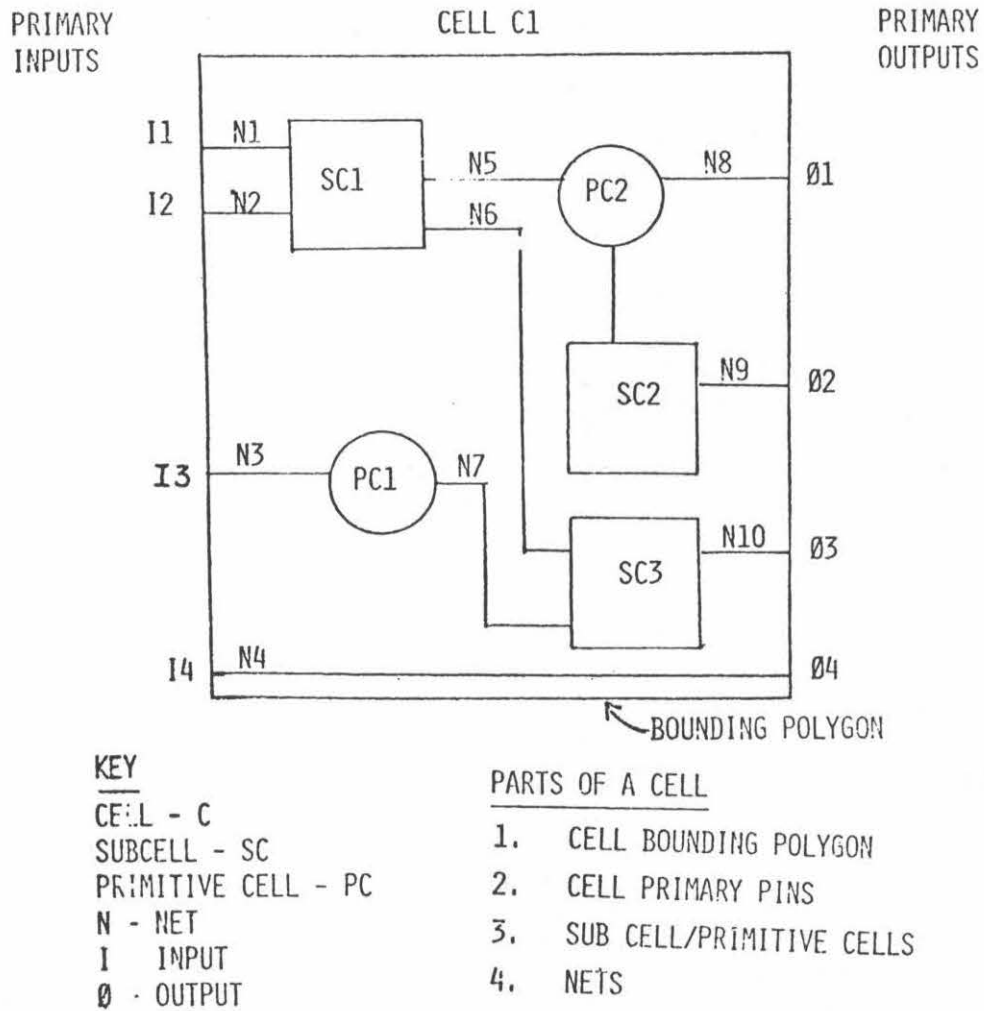 PRIMARY INPUTS
CELL C1
PRIMARY OUTPUTS
I1
N1
SC1
N5
PC2
N8
Ø1
I2
N2
N6
SC2
N9
Ø2
I3
N3
PC1
N7
SC3
N10
Ø3
I4
N4
Ø4
BOUNDING POLYGON
KEY
CELL - C
SUBCELL - SC
PRIMITIVE CELL - PC
N - NET
I INPUT
Ø - OUTPUT
PARTS OF A CELL
1. CELL BOUNDING POLYGON
2. CELL PRIMARY PINS
3. SUB CELL/PRIMITIVE CELLS
4. NETS